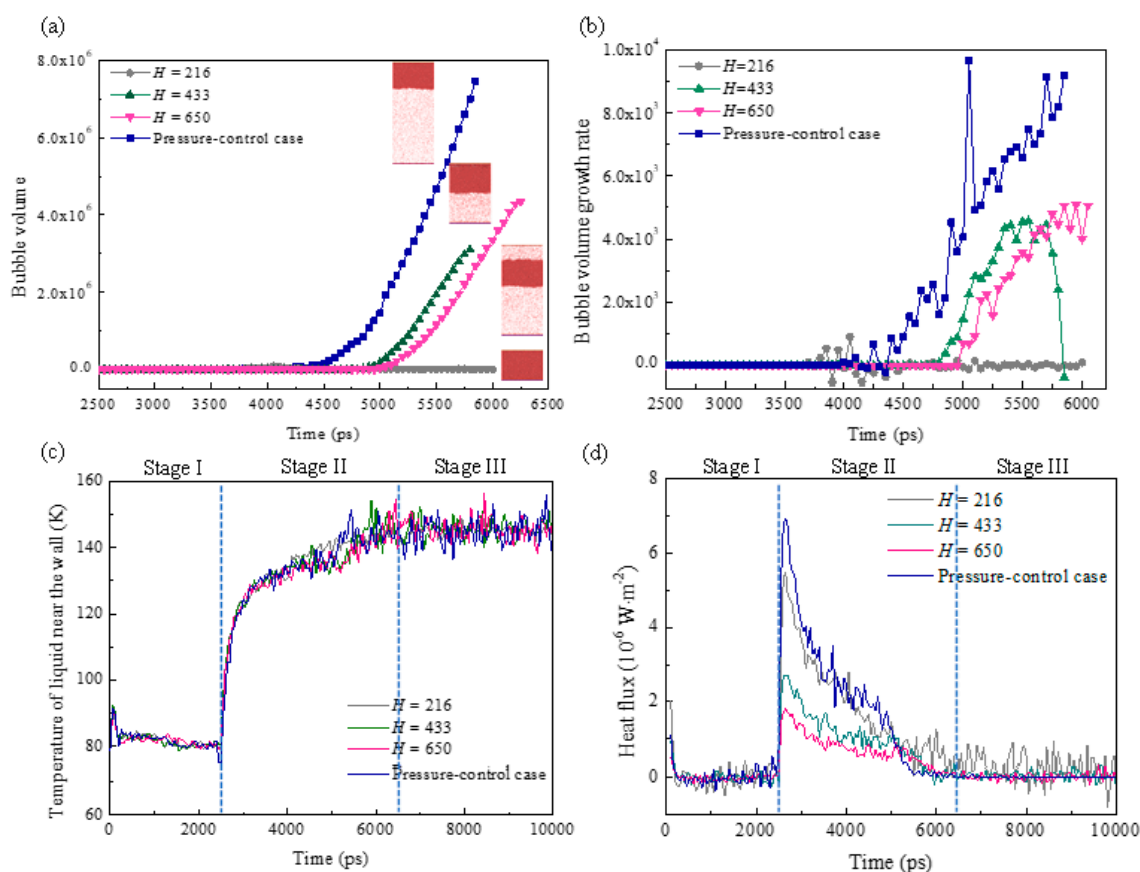 (a)
8.0x10⁶
6.0x10⁶
4.0x10⁶
2.0x10⁶
0.0
Bubble volume
H = 216
H = 433
H = 650
Pressure-control case
2500 3000 3500 4000 4500 5000 5500 6000 6500
Time (ps)
(b)
1.0x10⁴
8.0x10³
6.0x10³
4.0x10³
2.0x10³
0.0
Bubble volume growth rate
H=216
H=433
H=650
Pressure-control case
2500 3000 3500 4000 4500 5000 5500 6000
Time (ps)
(c)
Stage I Stage II Stage III
160
140
120
100
80
60
Temperature of liquid near the wall (K)
H = 216
H = 433
H = 650
Pressure-control case
0 2000 4000 6000 8000 10000
Time (ps)
(d)
Stage I Stage II Stage III
8
6
4
2
0
Heat flux (10⁻⁶ W·m⁻²)
H = 216
H = 433
H = 650
Pressure-control case
0 2000 4000 6000 8000 10000
Time (ps)